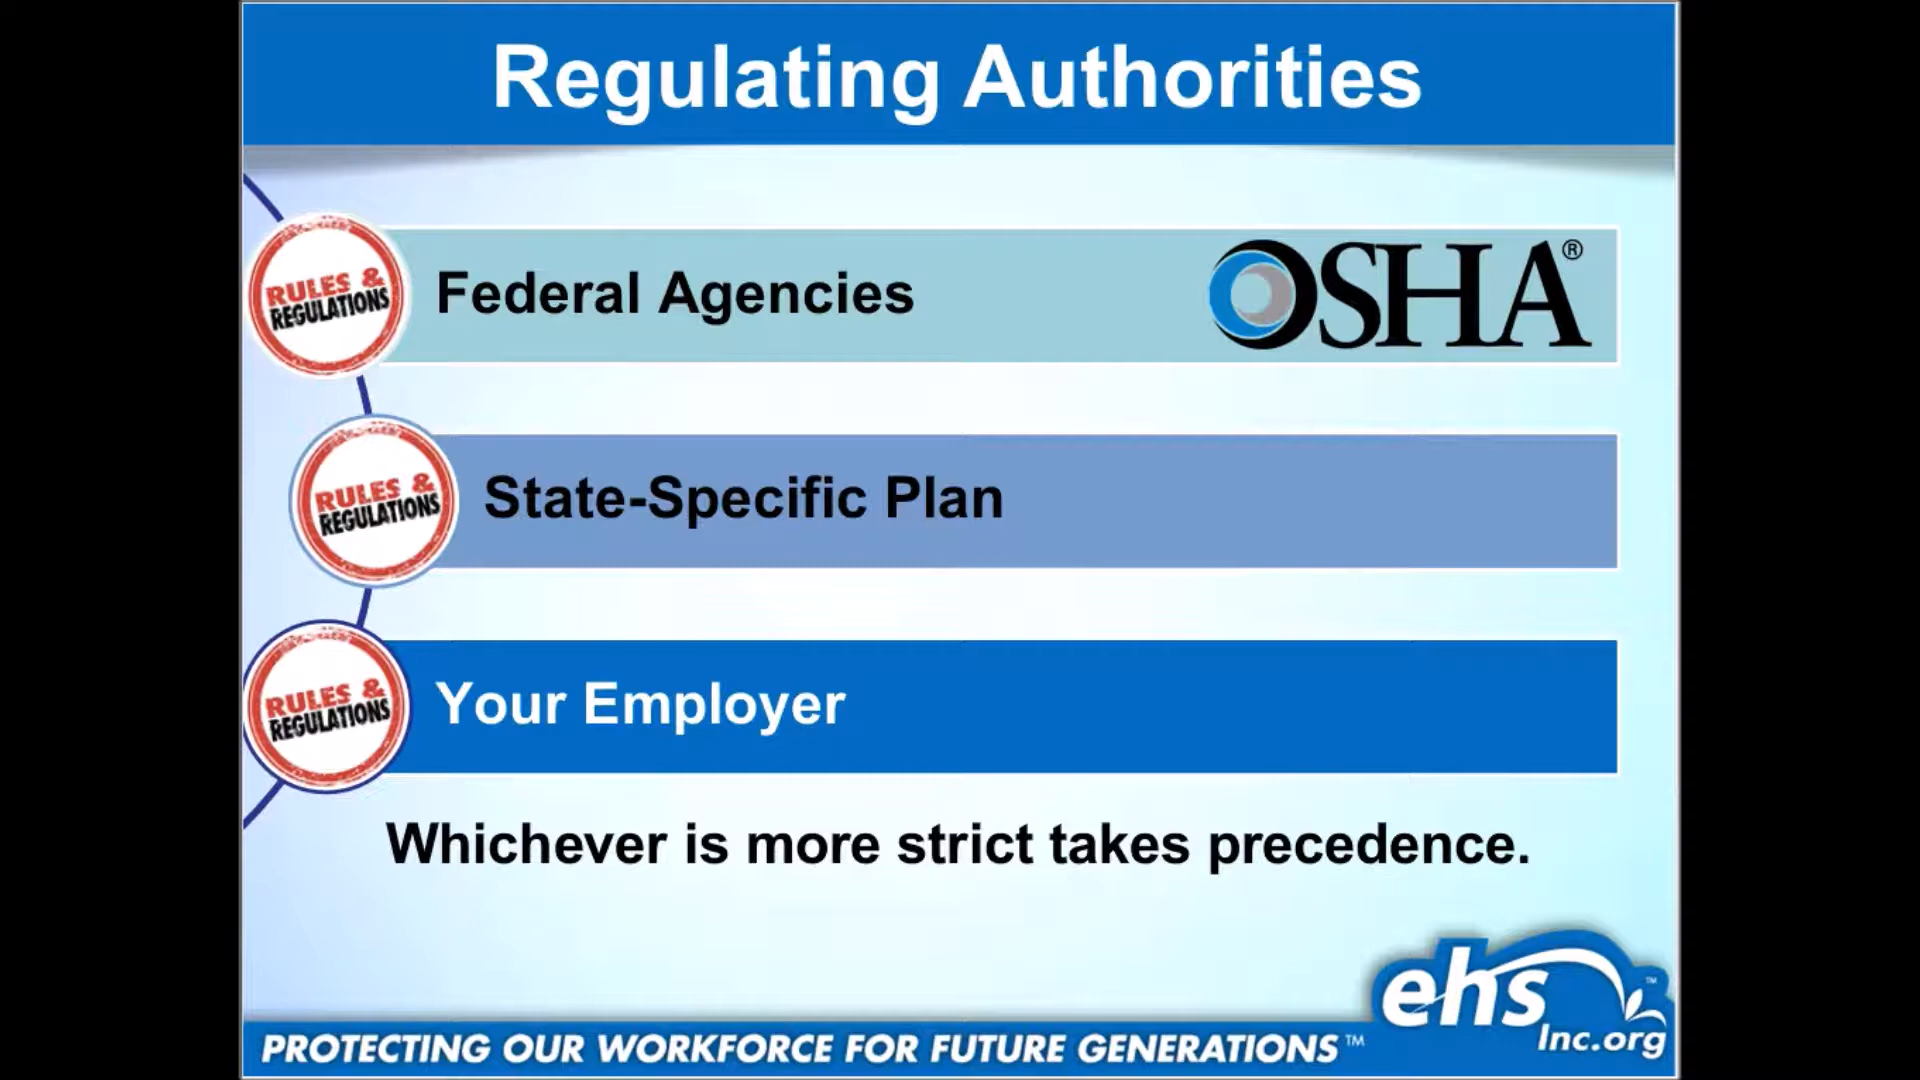 Regulating Authorities
RULES &
REGULATIONS
Federal Agencies
OSHA®
RULES &
REGULATIONS
State-Specific Plan
RULES &
REGULATIONS
Your Employer
Whichever is more strict takes precedence.
ehs™
Inc.org
PROTECTING OUR WORKFORCE FOR FUTURE GENERATIONS™